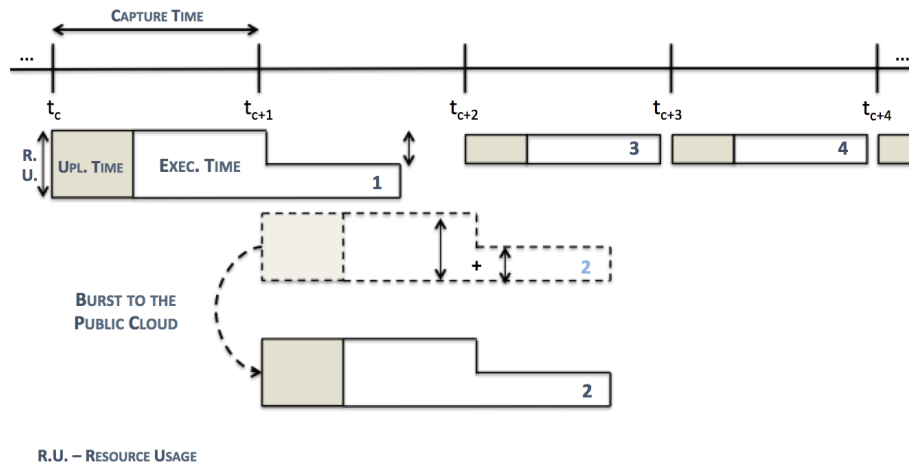 CAPTURE TIME
... ...
tc tc+1 tc+2 tc+3 tc+4
R.
U.
UPL. TIME EXEC. TIME 1 3 4
+ 2
BURST TO THE
PUBLIC CLOUD
2
R.U. – RESOURCE USAGE